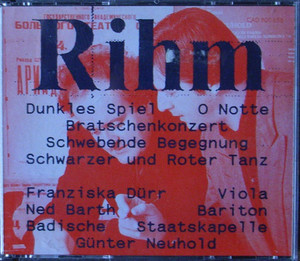 Rihm
Dunkles Spiel O Notte
Bratschenkonzert
Schwebende Begegnung
Schwarzer und Roter Tanz
Franziska Dürr Viola
Ned Barth Bariton
Badische Staatskapelle
Günter Neuhold